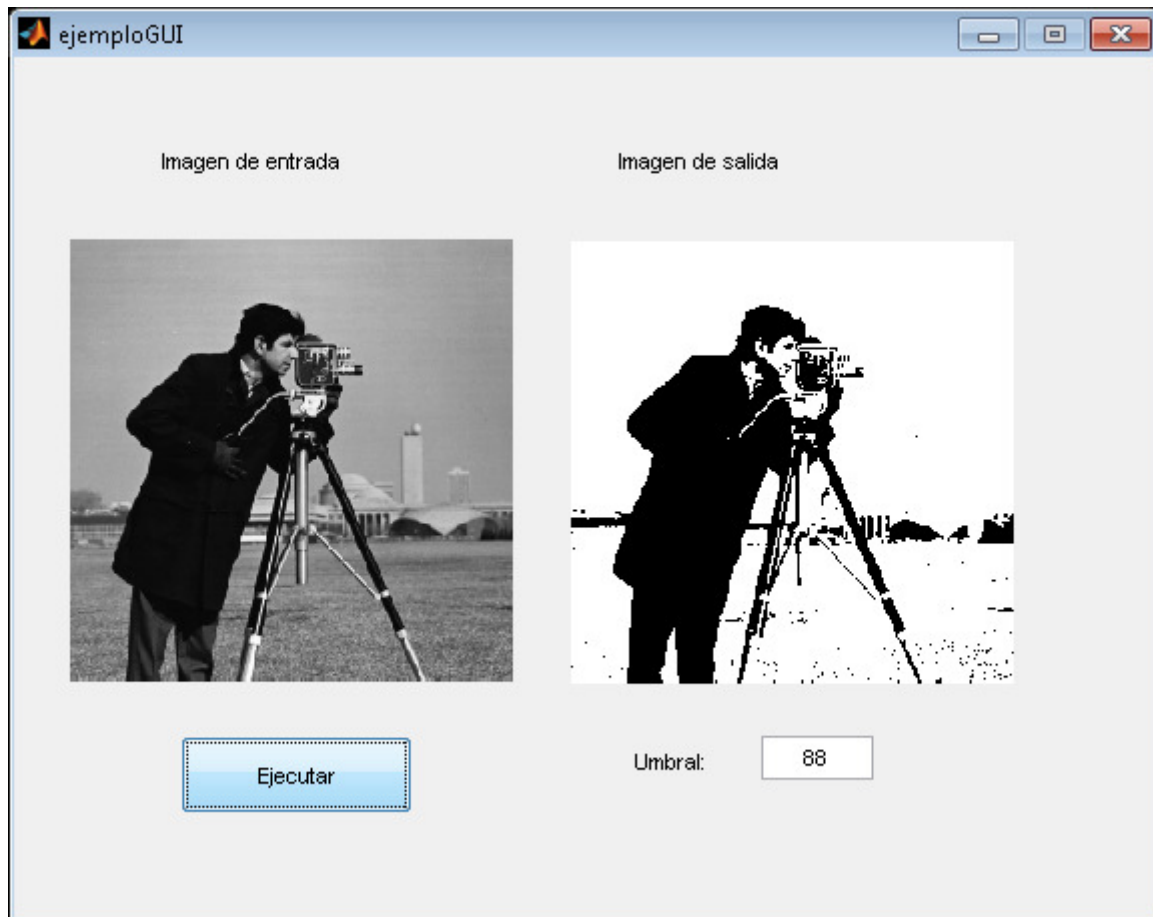 ejemploGUI
Imagen de entrada
Imagen de salida
Ejecutar
Umbral:
88